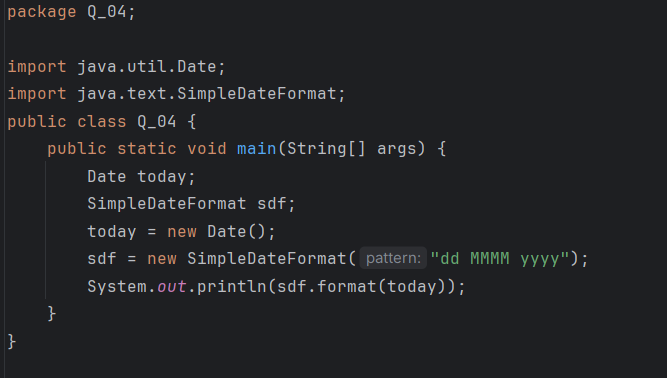 package Q_04;
import java.util.Date;
import java.text.SimpleDateFormat;
public class Q_04 {
    public static void main(String[] args) {
        Date today;
        SimpleDateFormat sdf;
        today = new Date();
        sdf = new SimpleDateFormat( pattern: "dd MMMM yyyy");
        System.out.println(sdf.format(today));
    }
}